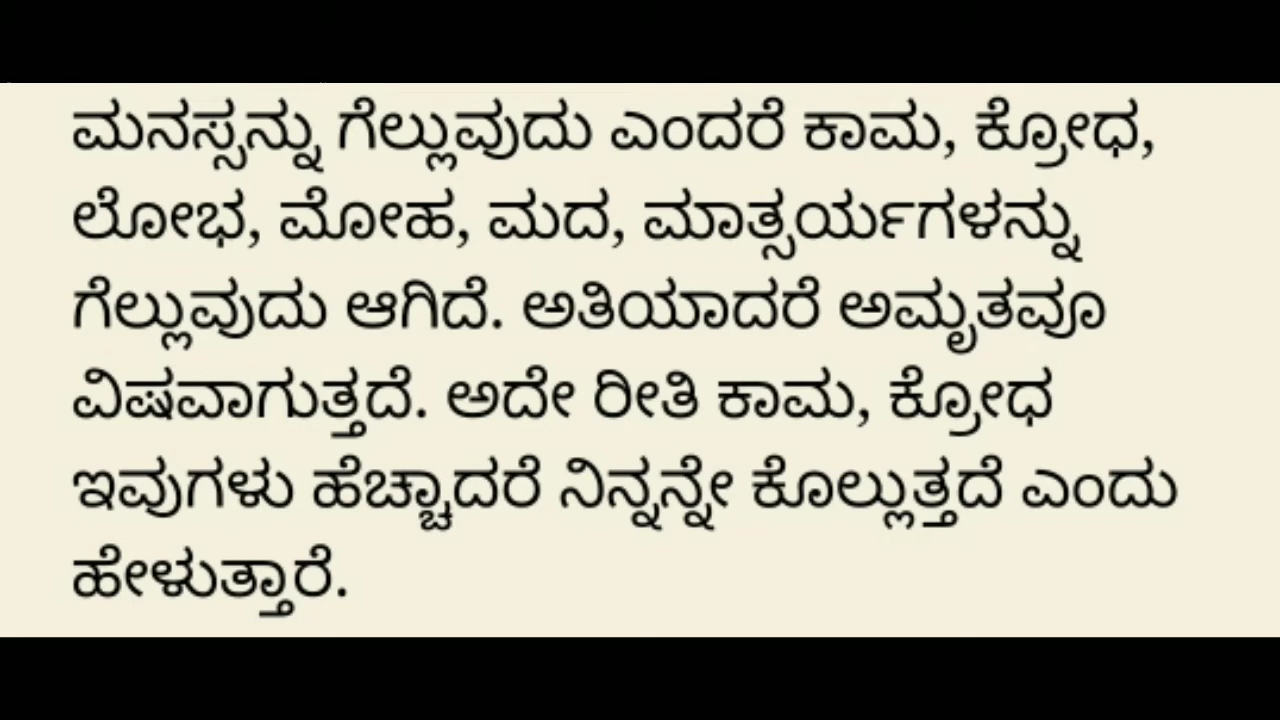 ಮನಸ್ಸನ್ನು ಗೆಲ್ಲುವುದು ಎಂದರೆ ಕಾಮ, ಕ್ರೋಧ,
ಲೋಭ, ಮೋಹ, ಮದ, ಮಾತ್ಸರ್ಯಗಳನ್ನು
ಗೆಲ್ಲುವುದು ಆಗಿದೆ. ಅತಿಯಾದರೆ ಅಮೃತವೂ
ವಿಷವಾಗುತ್ತದೆ. ಅದೇ ರೀತಿ ಕಾಮ, ಕ್ರೋಧ
ಇವುಗಳು ಹೆಚ್ಚಾದರೆ ನಿನ್ನನ್ನೇ ಕೊಲ್ಲುತ್ತದೆ ಎಂದು
ಹೇಳುತ್ತಾರೆ.